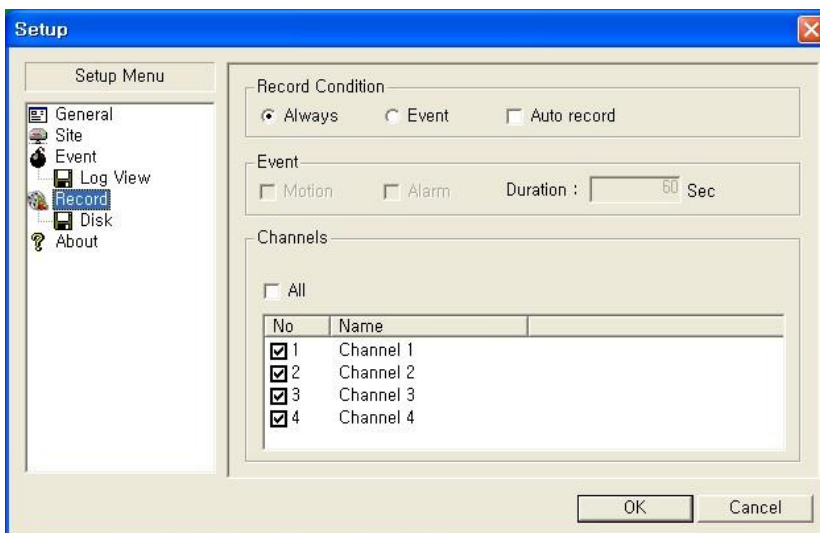 Setup
Setup Menu
General
Site
Event
Log View
Record
Disk
About
Record Condition
Always Event Auto record
Event
Motion Alarm Duration : 60 Sec
Channels
All
No Name
1 Channel 1
2 Channel 2
3 Channel 3
4 Channel 4
OK Cancel